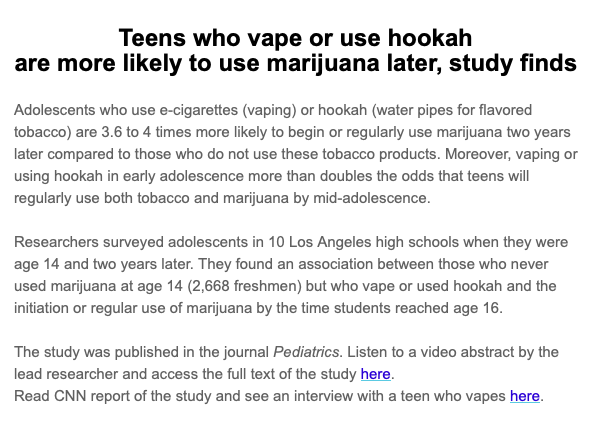 Teens who vape or use hookah
are more likely to use marijuana later, study finds
Adolescents who use e-cigarettes (vaping) or hookah (water pipes for flavored
tobacco) are 3.6 to 4 times more likely to begin or regularly use marijuana two years
later compared to those who do not use these tobacco products. Moreover, vaping or
using hookah in early adolescence more than doubles the odds that teens will
regularly use both tobacco and marijuana by mid-adolescence.
Researchers surveyed adolescents in 10 Los Angeles high schools when they were
age 14 and two years later. They found an association between those who never
used marijuana at age 14 (2,668 freshmen) but who vape or used hookah and the
initiation or regular use of marijuana by the time students reached age 16.
The study was published in the journal Pediatrics. Listen to a video abstract by the
lead researcher and access the full text of the study here.
Read CNN report of the study and see an interview with a teen who vapes here.